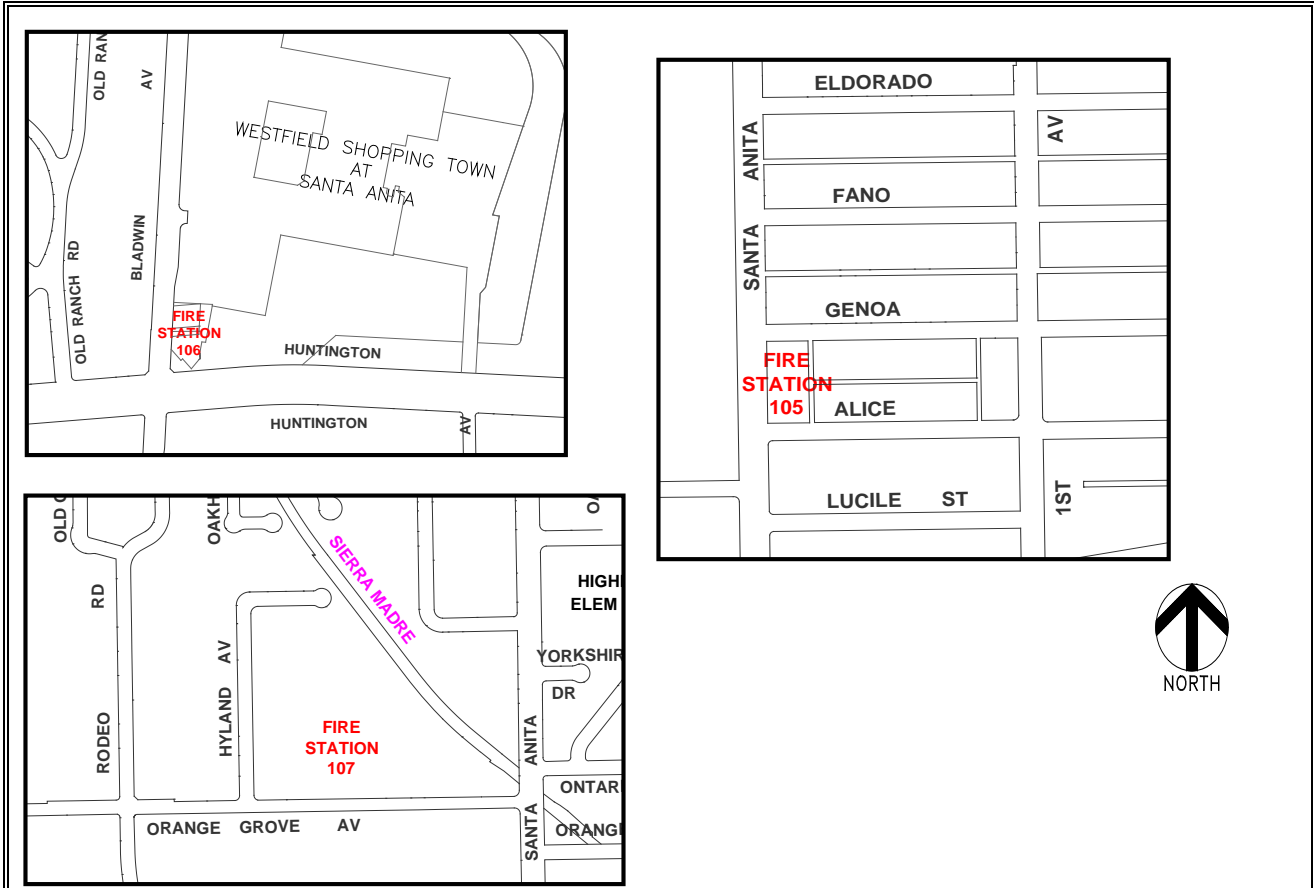 OLD RAN
AV
WESTFIELD SHOPPING TOWN
AT
SANTA ANITA
BLADWIN
OLD RANCH RD
FIRE
STATION
106
HUNTINGTON
HUNTINGTON
AV
ELDORADO
SANTA ANITA
AV
FANO
GENOA
FIRE
STATION
105
ALICE
LUCILE ST
1ST
OLD
OAKH
SIERRA MADRE
HIGH
ELEM
RODEO RD
HYLAND AV
YORKSHIR
DR
FIRE
STATION
107
SANTA ANITA
ONTAR
ORANG
ORANGE GROVE AV
NORTH